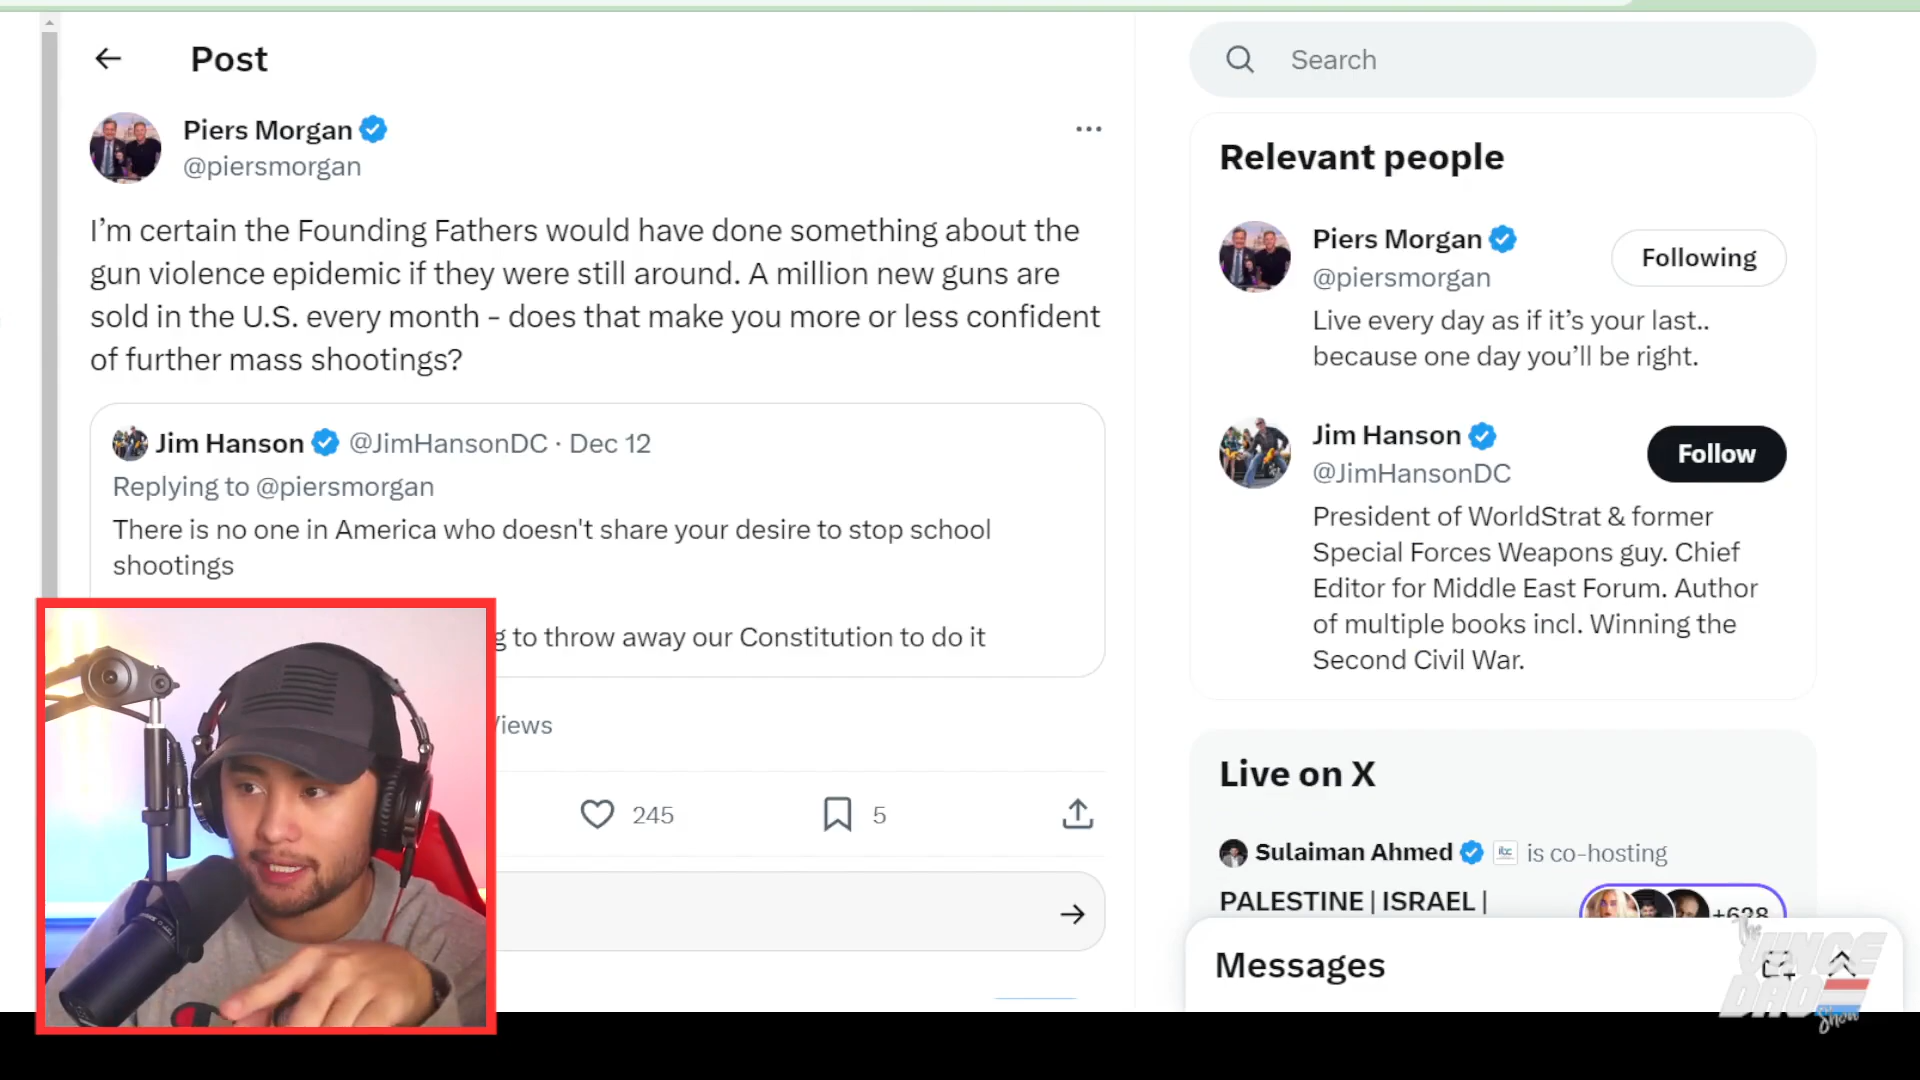 Post
Piers Morgan
@piersmorgan
I’m certain the Founding Fathers would have done something about the
gun violence epidemic if they were still around. A million new guns are
sold in the U.S. every month - does that make you more or less confident
of further mass shootings?
Jim Hanson @JimHansonDC · Dec 12
Replying to @piersmorgan
There is no one in America who doesn't share your desire to stop school
shootings
to throw away our Constitution to do it
Views
245
5
Search
Relevant people
Piers Morgan
@piersmorgan
Following
Live every day as if it’s your last..
because one day you’ll be right.
Jim Hanson
@JimHansonDC
Follow
President of WorldStrat & former
Special Forces Weapons guy. Chief
Editor for Middle East Forum. Author
of multiple books incl. Winning the
Second Civil War.
Live on X
Sulaiman Ahmed is co-hosting
PALESTINE | ISRAEL |
+628
Messages
The
VINCE
DAO
Show